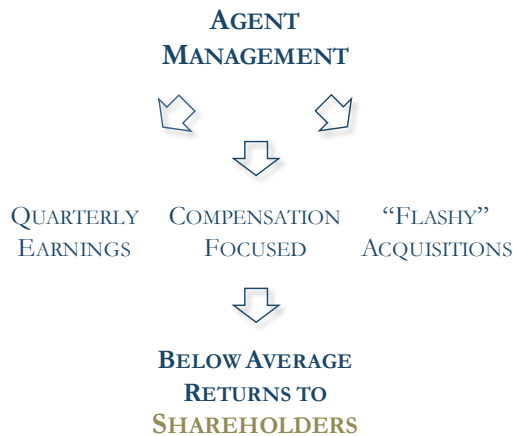 AGENT
MANAGEMENT
QUARTERLY
EARNINGS
COMPENSATION
FOCUSED
“FLASHY”
ACQUISITIONS
BELOW AVERAGE
RETURNS TO
SHAREHOLDERS